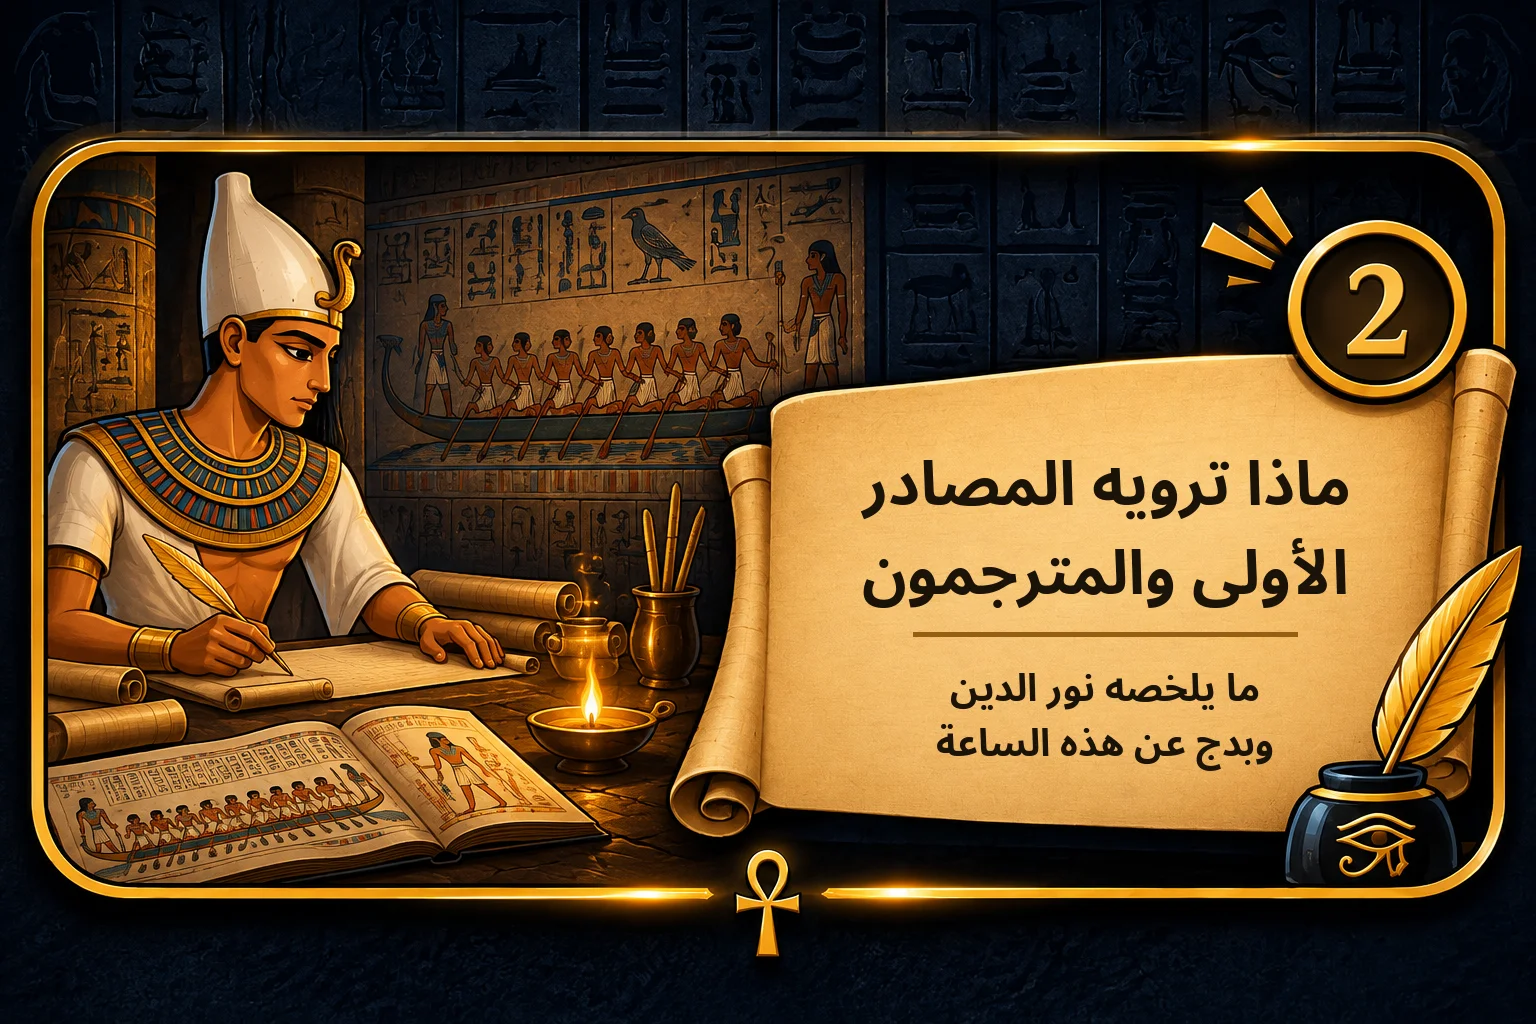 2
ماذا ترويه المصادر
الأولى والمترجمون
ما يلخصه نور الدين
وبدج عن هذه الساعة